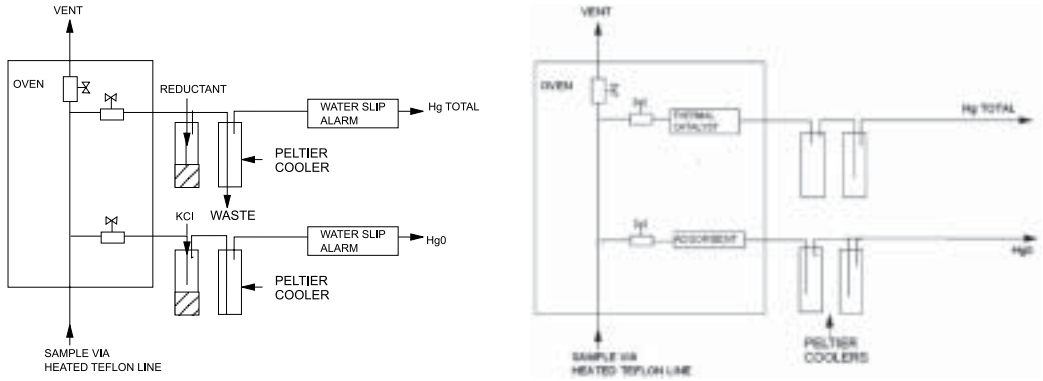 VENT
OVEN
REDUCTANT
WATER SLIP
ALARM
Hg TOTAL
PELTIER
COOLER
WASTE
KCl
WATER SLIP
ALARM
Hg0
PELTIER
COOLER
SAMPLE VIA
HEATED TEFLON LINE
VENT
OVEN
THERMAL
CATALYST
Hg TOTAL
ADSORBENT
Hg0
PELTIER
COOLERS
SAMPLE VIA
HEATED TEFLON LINE